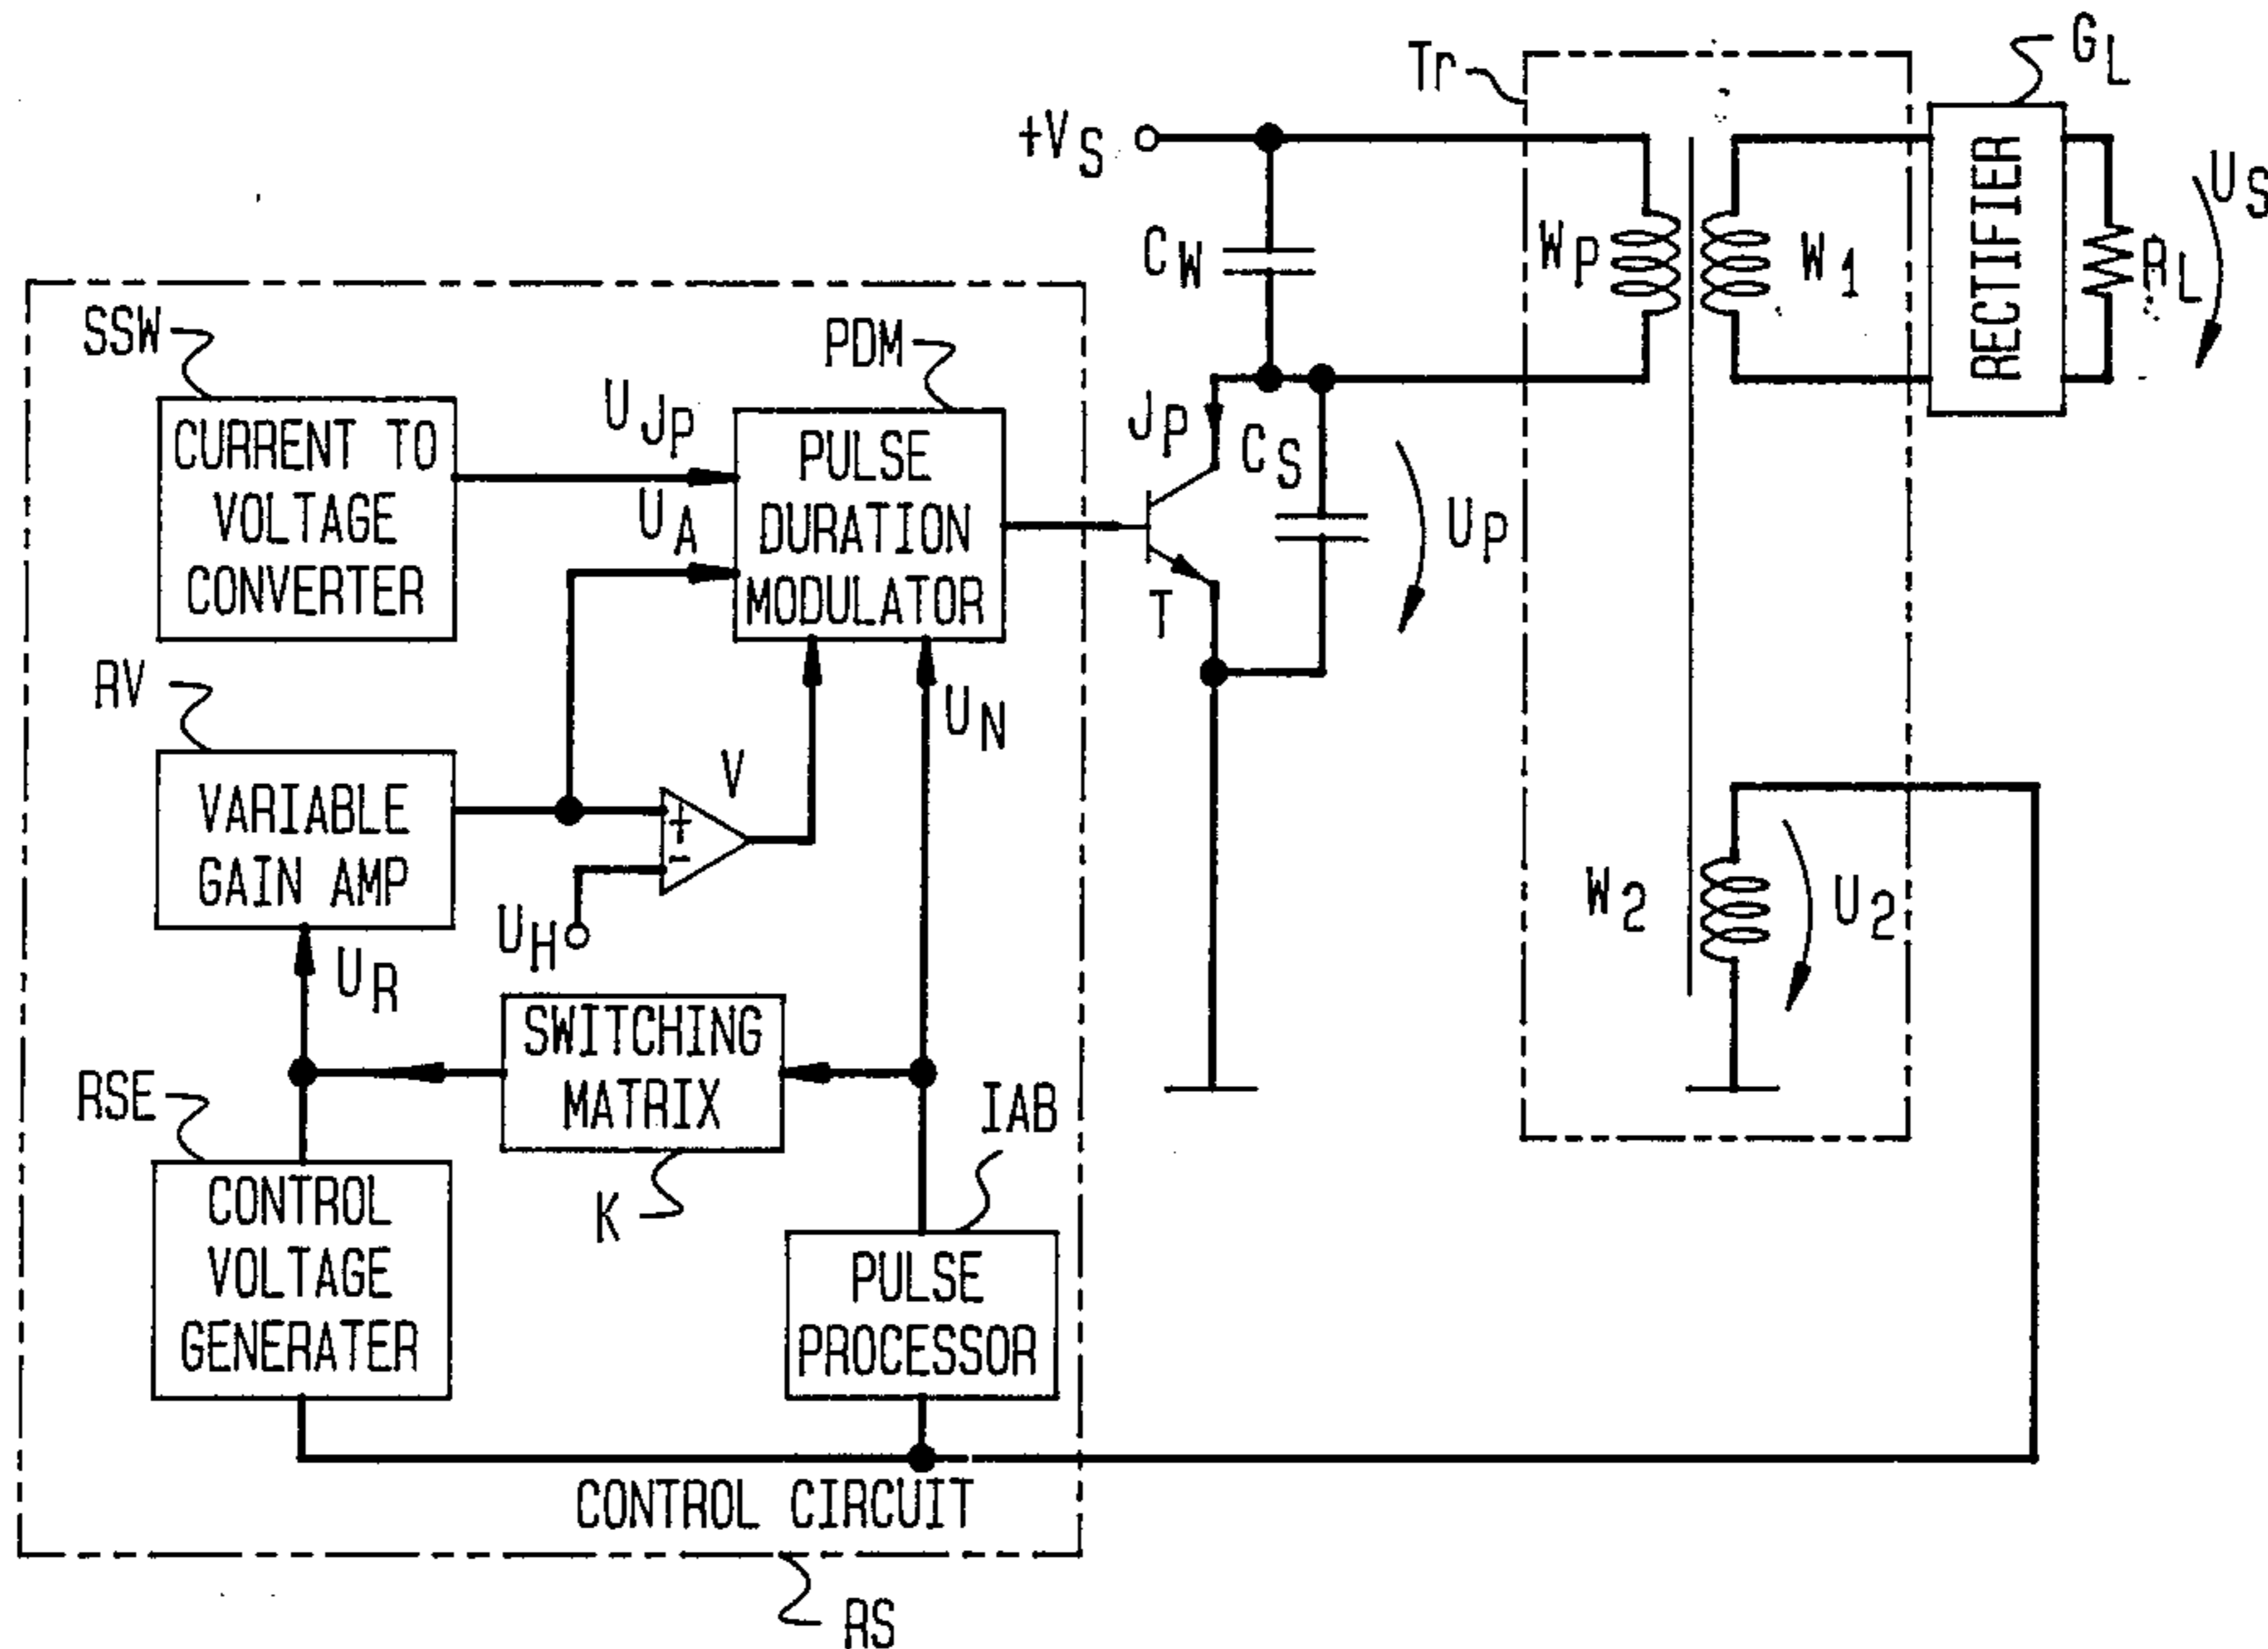 Tr
GL
+VS
CW
WP
W1
RECTIFIER
RL
US
SSW
PDM
CURRENT TO
VOLTAGE
CONVERTER
UJP
UA
PULSE
DURATION
MODULATOR
JP
CS
UP
T
RV
VARIABLE
GAIN AMP
V
+
-
UH
UN
W2
U2
UR
SWITCHING
MATRIX
K
RSE
IAB
CONTROL
VOLTAGE
GENERATER
PULSE
PROCESSOR
CONTROL CIRCUIT
RS